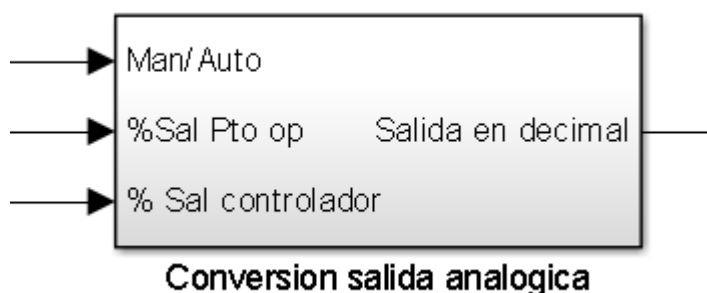 Man/Auto
%Sal Pto op Salida en decimal
% Sal controlador
Conversion salida analogica